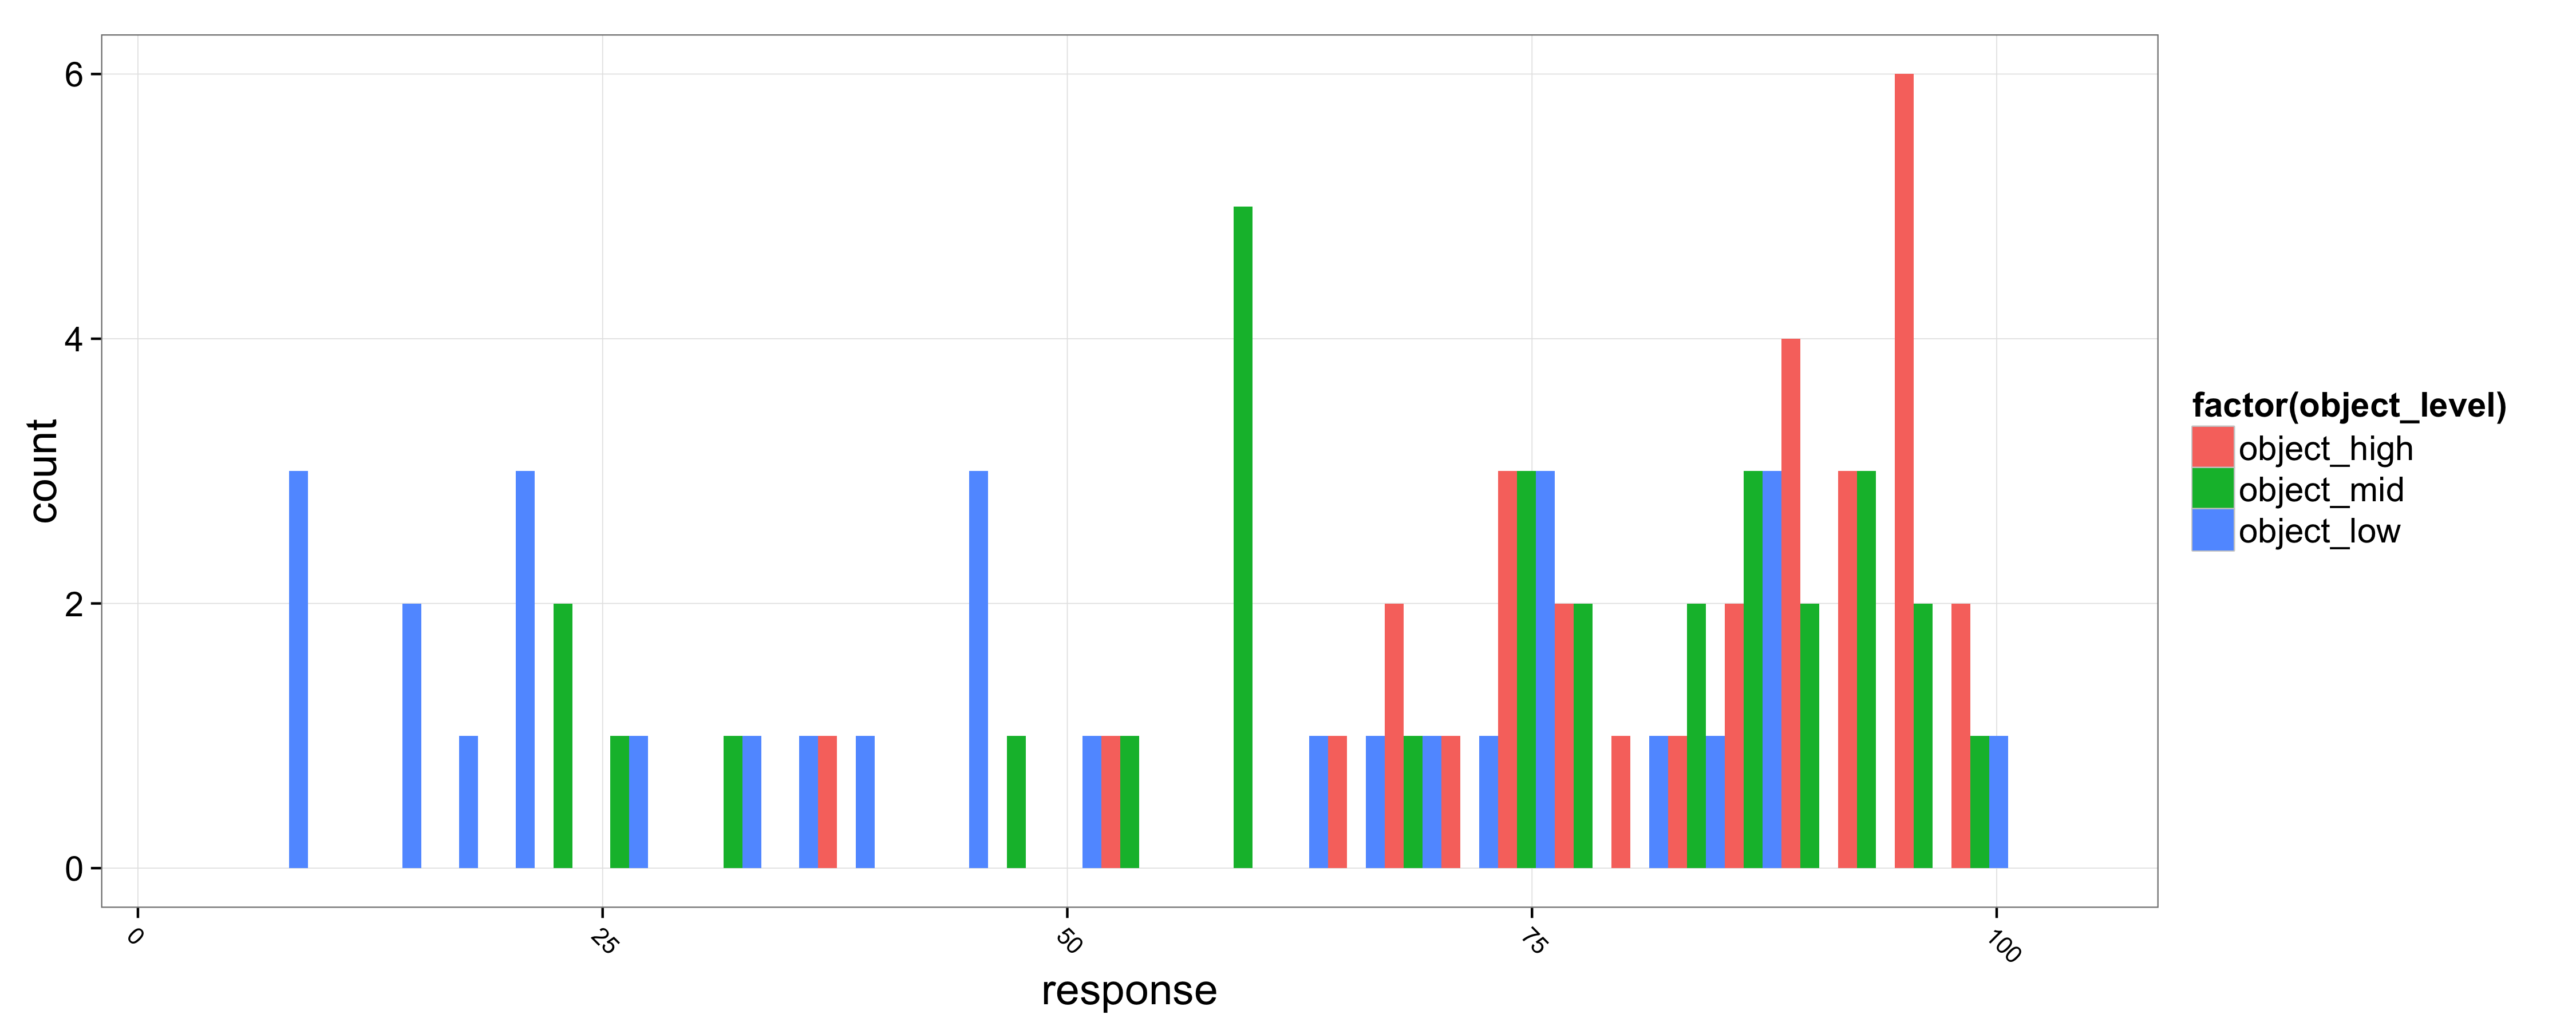 6
4
2
0
count
0
25
50
75
100
response
factor(object_level)
object_high
object_mid
object_low